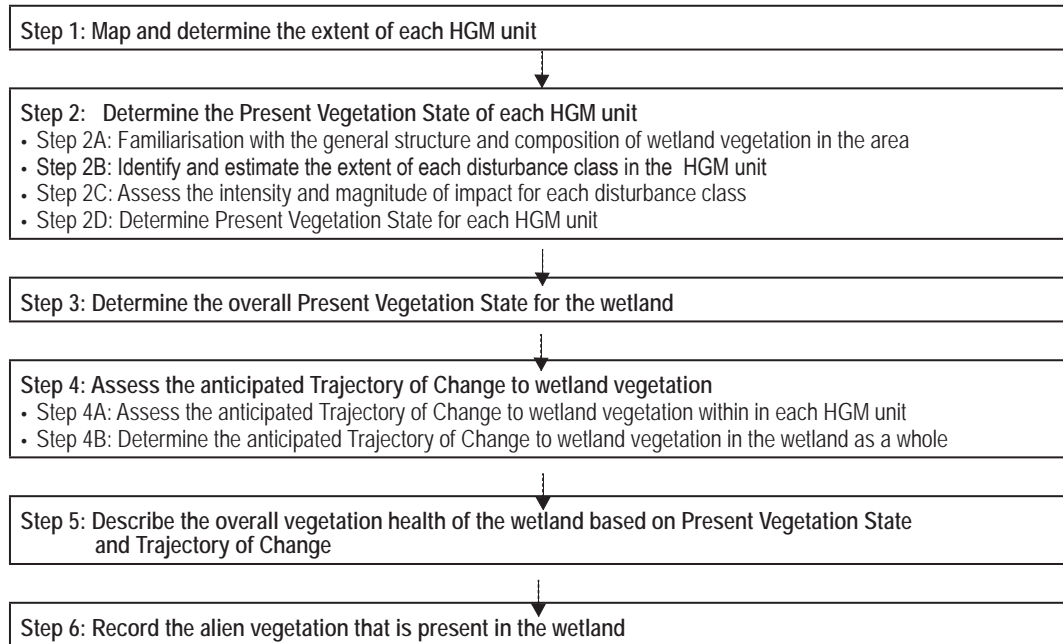 Step 1: Map and determine the extent of each HGM unit
Step 2: Determine the Present Vegetation State of each HGM unit
• Step 2A: Familiarisation with the general structure and composition of wetland vegetation in the area
• Step 2B: Identify and estimate the extent of each disturbance class in the HGM unit
• Step 2C: Assess the intensity and magnitude of impact for each disturbance class
• Step 2D: Determine Present Vegetation State for each HGM unit
Step 3: Determine the overall Present Vegetation State for the wetland
Step 4: Assess the anticipated Trajectory of Change to wetland vegetation
• Step 4A: Assess the anticipated Trajectory of Change to wetland vegetation within in each HGM unit
• Step 4B: Determine the anticipated Trajectory of Change to wetland vegetation in the wetland as a whole
Step 5: Describe the overall vegetation health of the wetland based on Present Vegetation State
and Trajectory of Change
Step 6: Record the alien vegetation that is present in the wetland